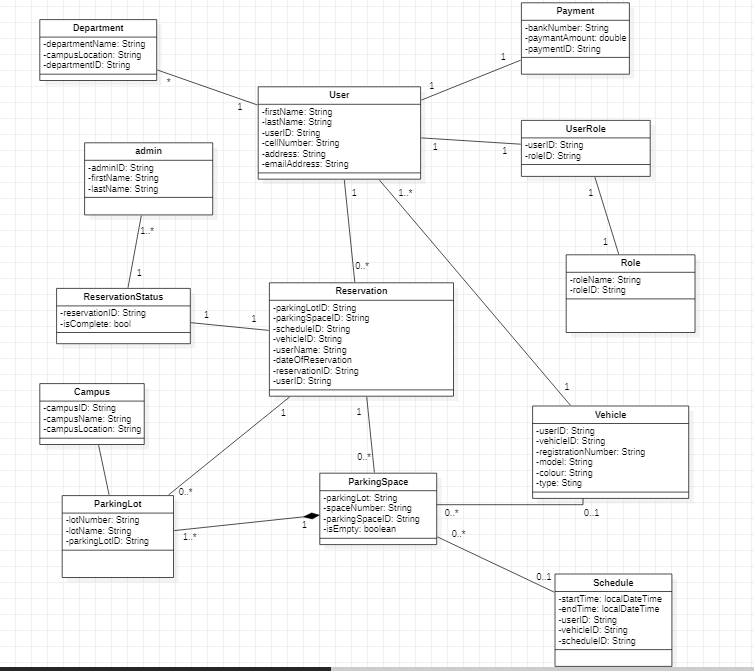 Department
-departmentName: String
-campusLocation: String
-departmentID: String
*
1
Payment
-bankNumber: String
-paymantAmount: double
-paymentID: String
1
1
User
-firstName: String
-lastName: String
-userID: String
-cellNumber: String
-address: String
-emailAddress: String
1
1
UserRole
-userID: String
-roleID: String
admin
-adminID: String
-firstName: String
-lastName: String
1
1..*
1
1..*
1
1
Role
-roleName: String
-roleID: String
0..*
1
ReservationStatus
-reservationID: String
-isComplete: bool
1
1
Reservation
-parkingLotID: String
-parkingSpaceID: String
-scheduleID: String
-vehicleID: String
-userName: String
-dateOfReservation
-reservationID: String
-userID: String
1
Campus
-campusID: String
-campusName: String
-campusLocation: String
1
1
Vehicle
-userID: String
-vehicleID: String
-registrationNumber: String
-model: String
-colour: String
-type: Sting
0..*
0..*
ParkingLot
-lotNumber: String
-lotName: String
-parkingLotID: String
1..*
1
ParkingSpace
-parkingLot: String
-spaceNumber: String
-parkingSpaceID: String
-isEmpty: boolean
0..*
0..1
0..*
0..1
Schedule
-startTime: localDateTime
-endTime: localDateTime
-userID: String
-vehicleID: String
-scheduleID: String